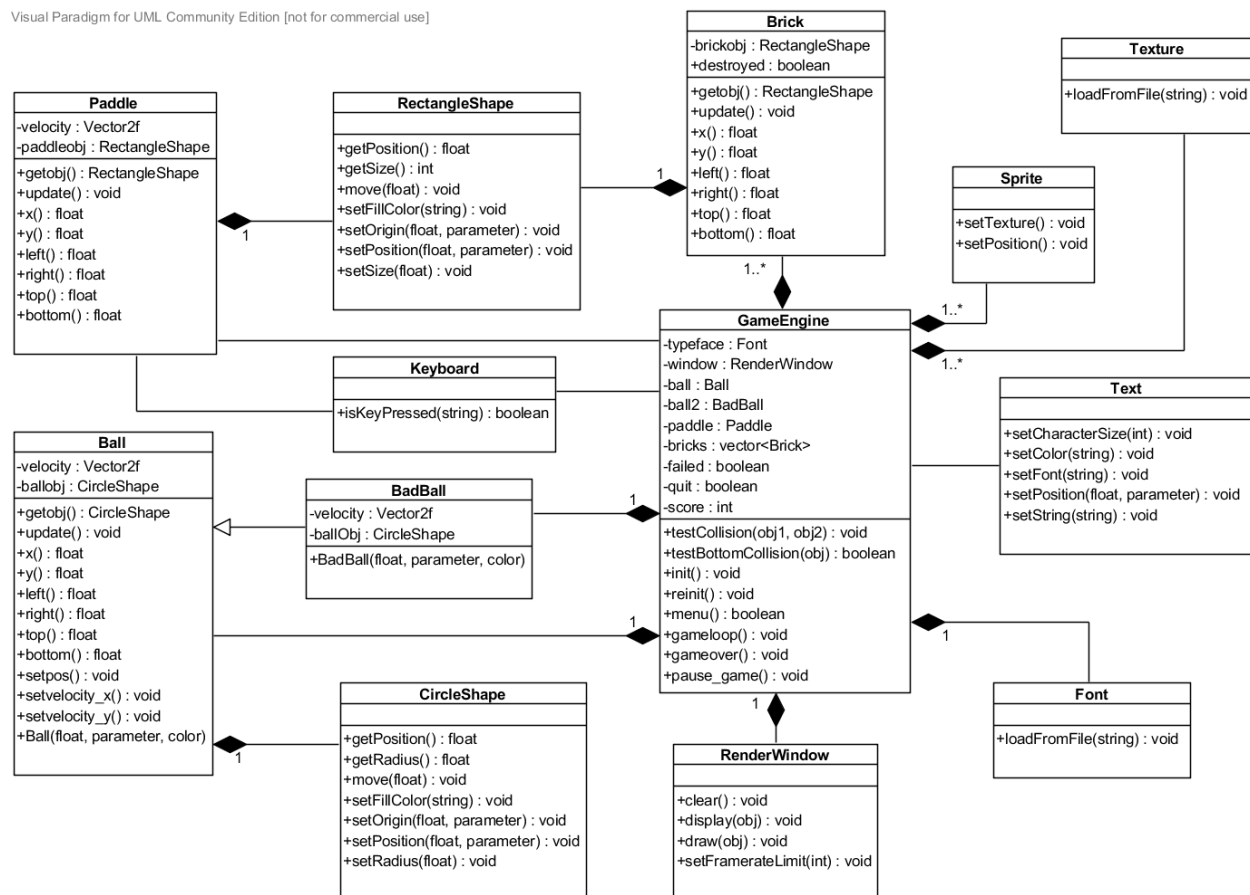 Visual Paradigm for UML Community Edition [not for commercial use]
Paddle
-velocity : Vector2f
-paddleobj : RectangleShape
+getobj() : RectangleShape
+update() : void
+x() : float
+y() : float
+left() : float
+right() : float
+top() : float
+bottom() : float
1
RectangleShape
+getPosition() : float
+getSize() : int
+move(float) : void
+setFillColor(string) : void
+setOrigin(float, parameter) : void
+setPosition(float, parameter) : void
+setSize(float) : void
1
Brick
-brickobj : RectangleShape
+destroyed : boolean
+getobj() : RectangleShape
+update() : void
+x() : float
+y() : float
+left() : float
+right() : float
+top() : float
+bottom() : float
1..*
Texture
+loadFromFile(string) : void
Sprite
+setTexture() : void
+setPosition() : void
1..*
1..*
GameEngine
-typeface : Font
-window : RenderWindow
-ball : Ball
-ball2 : BadBall
-paddle : Paddle
-bricks : vector<Brick>
-failed : boolean
-quit : boolean
-score : int
+testCollision(obj1, obj2) : void
+testBottomCollision(obj) : boolean
+init() : void
+reinit() : void
+menu() : boolean
+gameloop() : void
+gameover() : void
+pause_game() : void
Keyboard
+isKeyPressed(string) : boolean
Text
+setCharacterSize(int) : void
+setColor(string) : void
+setFont(string) : void
+setPosition(float, parameter) : void
+setString(string) : void
Ball
-velocity : Vector2f
-ballobj : CircleShape
+getobj() : CircleShape
+update() : void
+x() : float
+y() : float
+left() : float
+right() : float
+top() : float
+bottom() : float
+setpos() : void
+setvelocity_x() : void
+setvelocity_y() : void
+Ball(float, parameter, color)
1
BadBall
-velocity : Vector2f
-ballObj : CircleShape
+BadBall(float, parameter, color)
1
1
CircleShape
+getPosition() : float
+getRadius() : float
+move(float) : void
+setFillColor(string) : void
+setOrigin(float, parameter) : void
+setPosition(float, parameter) : void
+setRadius(float) : void
1
RenderWindow
+clear() : void
+display(obj) : void
+draw(obj) : void
+setFramerateLimit(int) : void
1
Font
+loadFromFile(string) : void